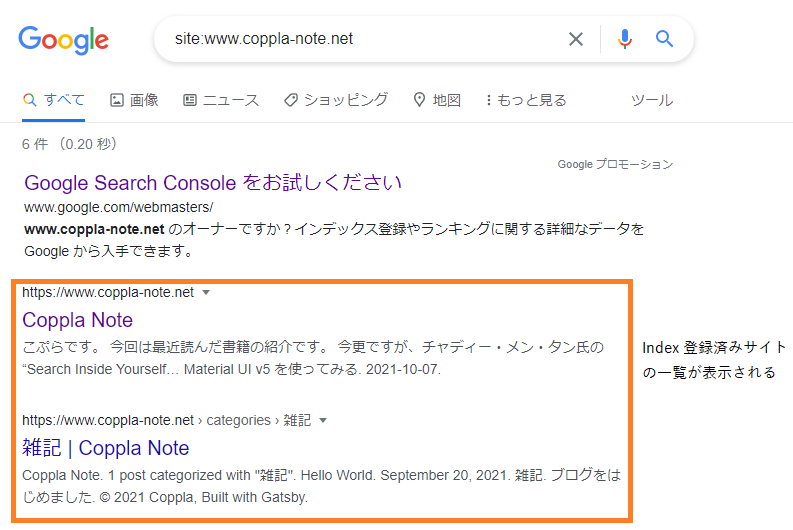 Google
site:www.coppla-note.net
すべて 画像 ニュース ショッピング 地図 もっと見る ツール
6 件 (0.20 秒)
Google プロモーション
Google Search Console をお試しください
www.google.com/webmasters/
www.coppla-note.net のオーナーですか？インデックス登録やランキングに関する詳細なデータを
Google から入手できます。
https://www.coppla-note.net
Coppla Note
こぶらです。 今回は最近読んだ書籍の紹介です。 今更ですが、チャディー・メン・タン氏の
“Search Inside Yourself… Material UI v5 を使ってみる. 2021-10-07.
Index 登録済みサイト
の一覧が表示される
https://www.coppla-note.net › categories › 雑記
雑記 | Coppla Note
Coppla Note. 1 post categorized with "雑記". Hello World. September 20, 2021. 雑記. ブログをは
じめました. © 2021 Coppla, Built with Gatsby.